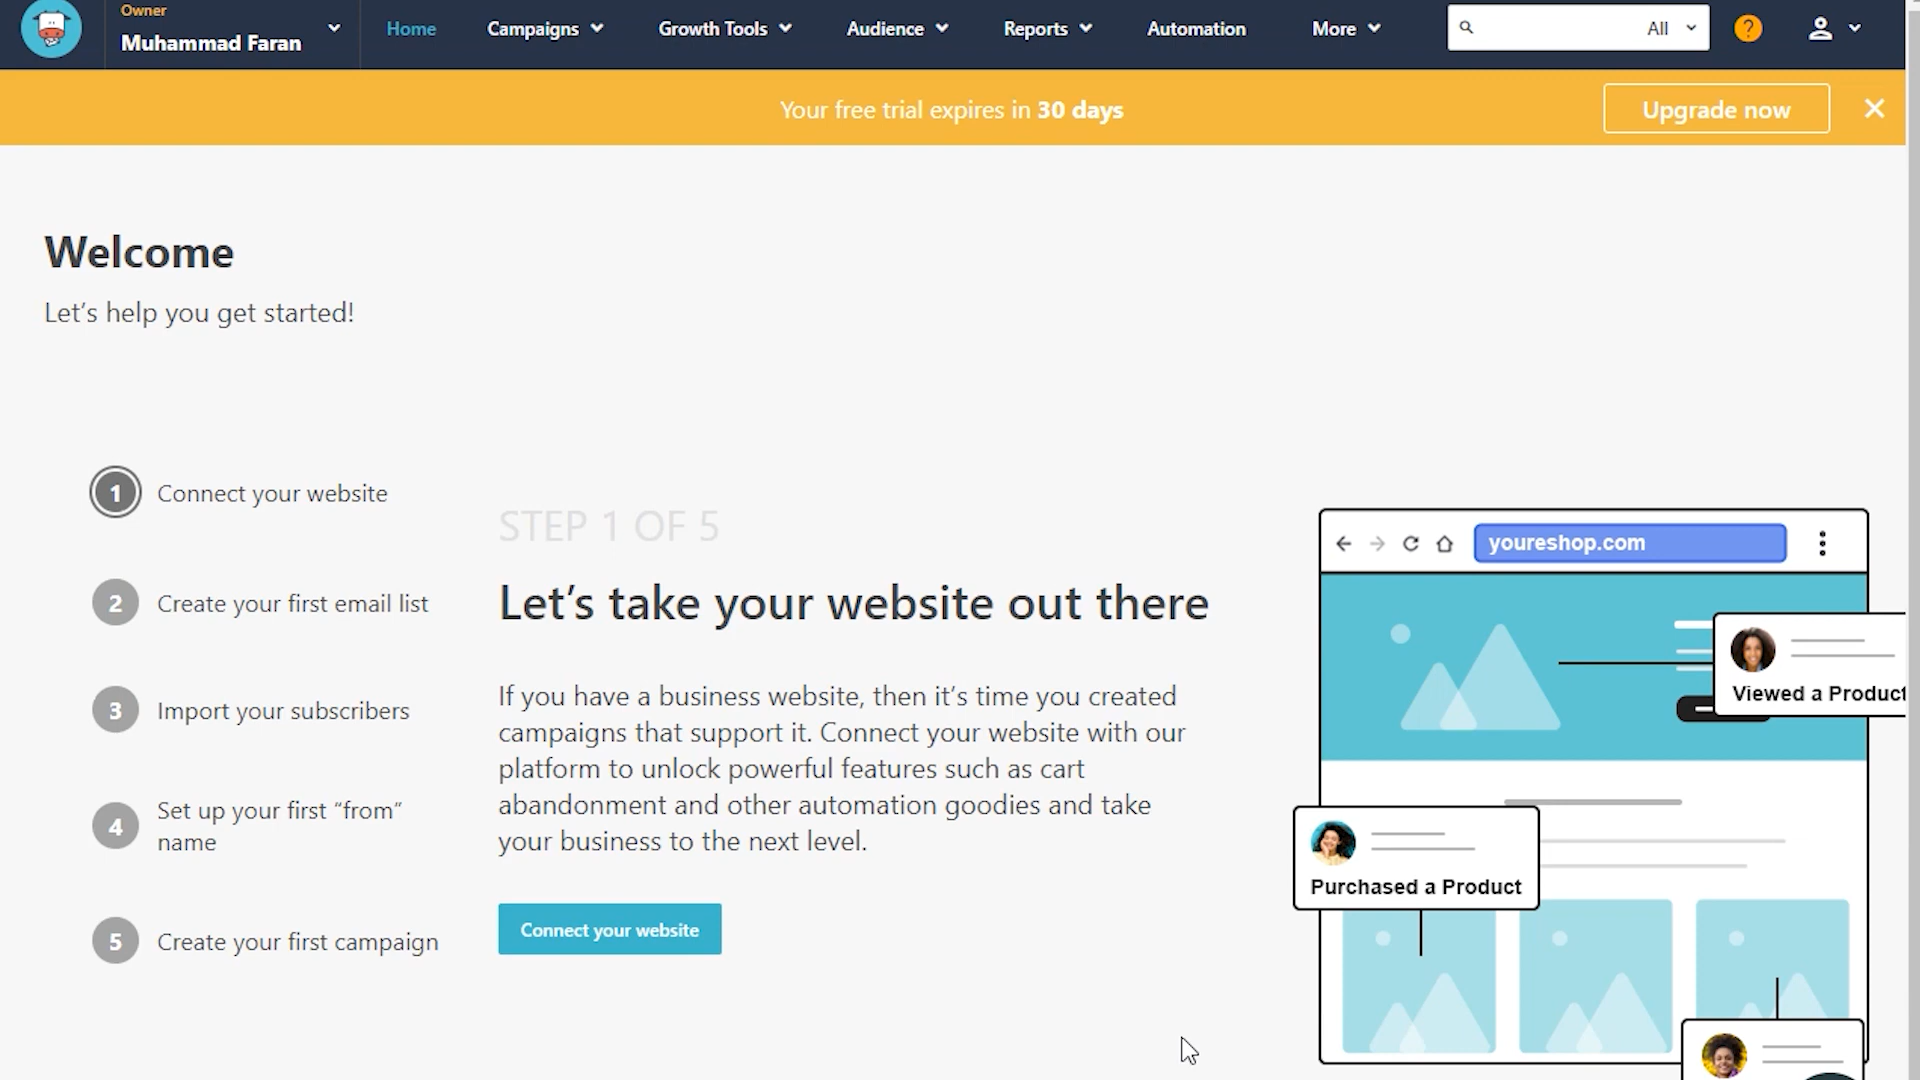 Owner
Muhammad Faran
Home
Campaigns
Growth Tools
Audience
Reports
Automation
More
All
?
Your free trial expires in 30 days
Upgrade now
Welcome
Let's help you get started!
1 Connect your website
2 Create your first email list
3 Import your subscribers
4 Set up your first “from”
name
5 Create your first campaign
STEP 1 OF 5
Let’s take your website out there
If you have a business website, then it’s time you created
campaigns that support it. Connect your website with our
platform to unlock powerful features such as cart
abandonment and other automation goodies and take
your business to the next level.
Connect your website
youreshop.com
Viewed a Product
Purchased a Product